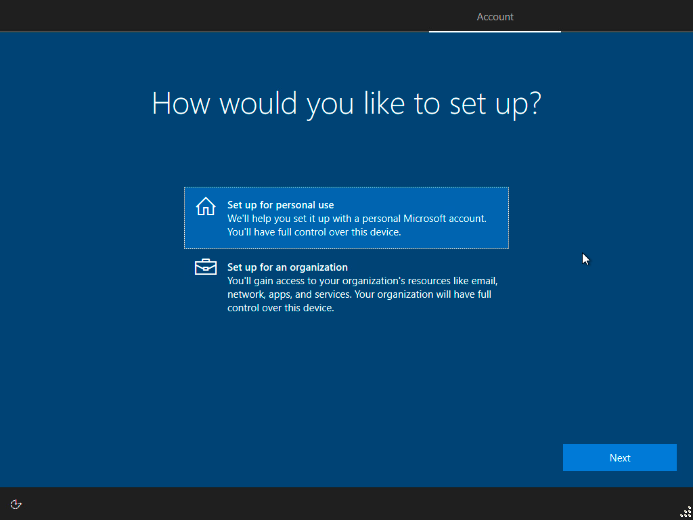 Account
How would you like to set up?
Set up for personal use
We'll help you set it up with a personal Microsoft account.
You'll have full control over this device.
Set up for an organization
You'll gain access to your organization's resources like email,
network, apps, and services. Your organization will have full
control over this device.
Next